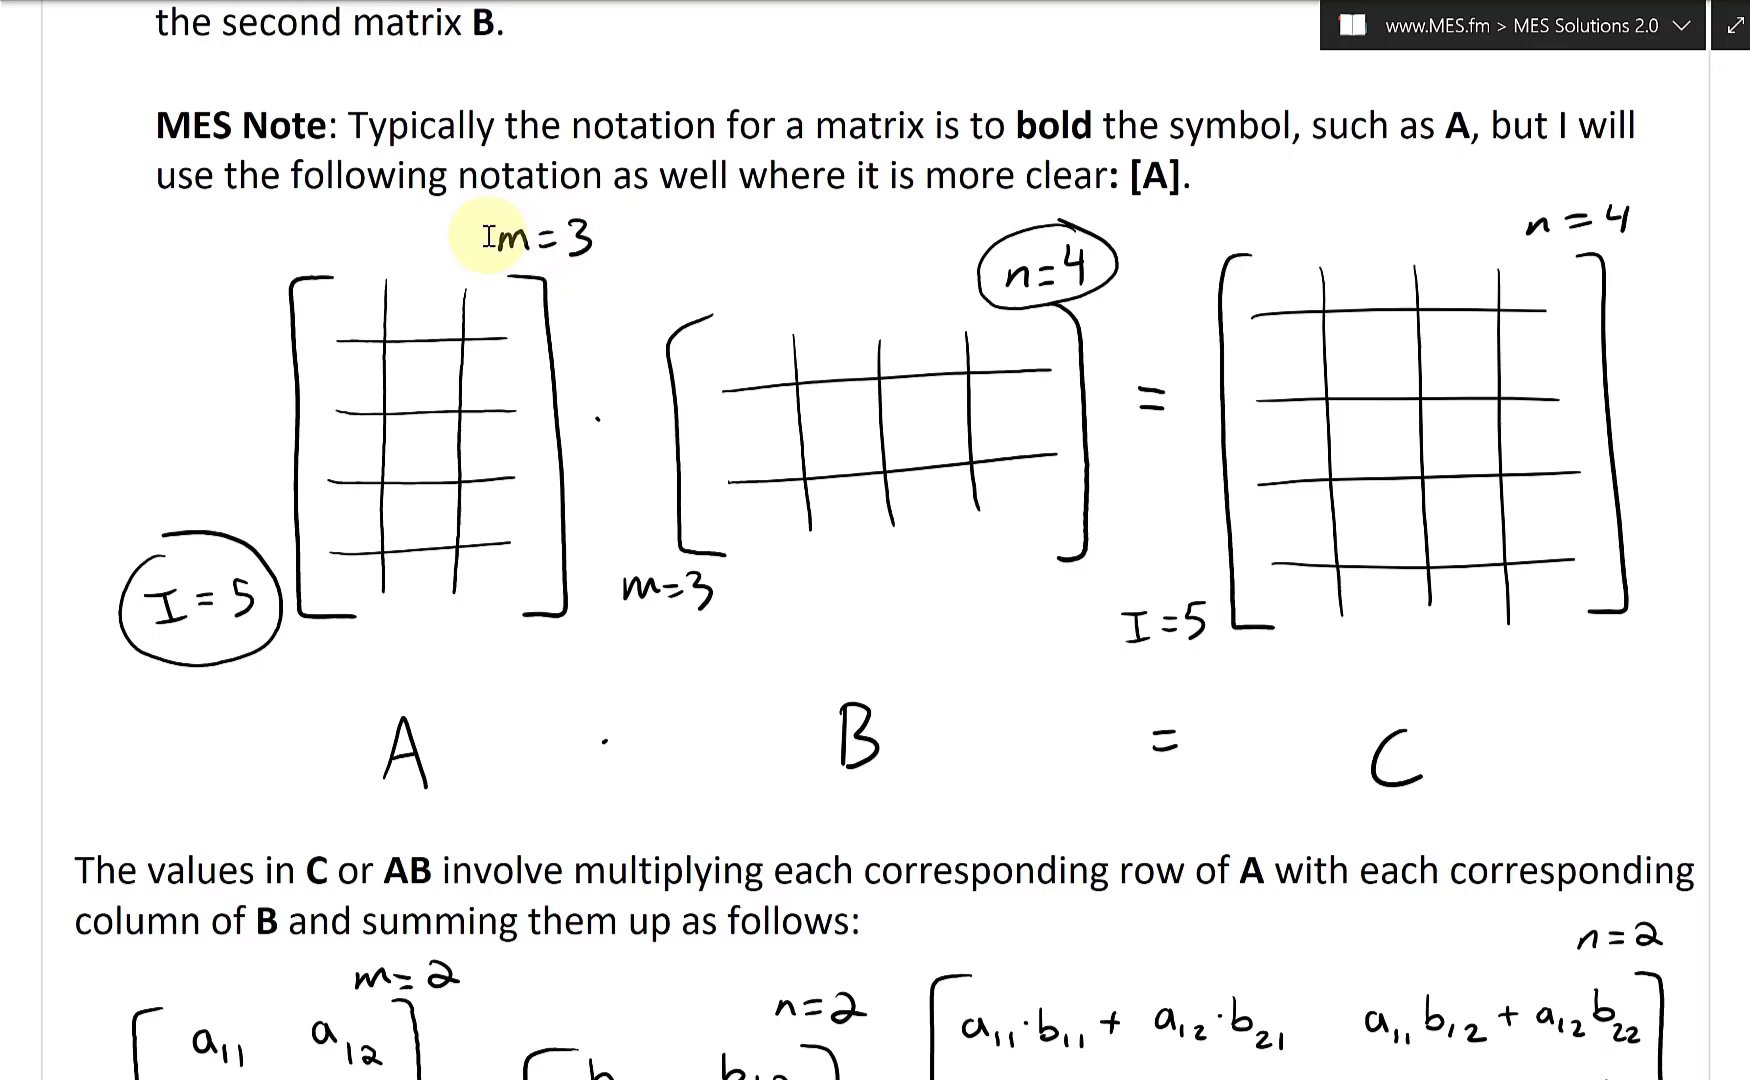 the second matrix B.
www.MES.fm > MES Solutions 2.0
MES Note: Typically the notation for a matrix is to bold the symbol, such as A, but I will
use the following notation as well where it is more clear: [A].
m = 3
n = 4
n = 4
=
I = 5
·
m = 3
I = 5
A · B = C
The values in C or AB involve multiplying each corresponding row of A with each corresponding
column of B and summing them up as follows:
m = 2
n = 2
n = 2
a11 a12
a11·b11 + a12·b21 a11 b12 + a12 b22